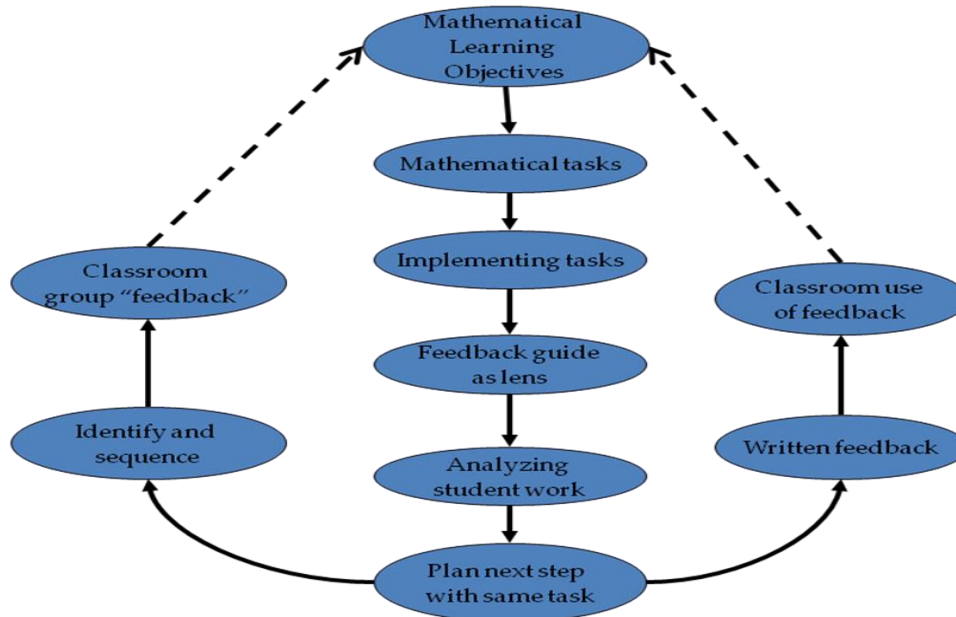 Mathematical
Learning
Objectives
Mathematical tasks
Implementing tasks
Classroom
group “feedback”
Classroom use
of feedback
Feedback guide
as lens
Identify and
sequence
Written feedback
Analyzing
student work
Plan next step
with same task